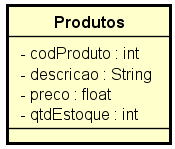 Produtos
- codProduto : int
- descricao : String
- preco : float
- qtdEstoque : int